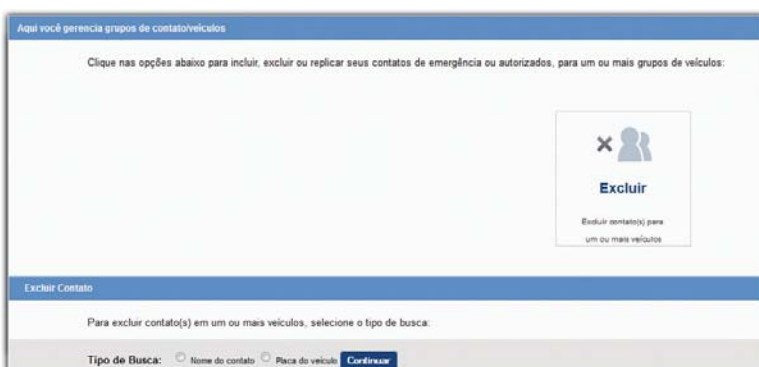 Aqui você gerencia grupos de contato/veículos
Clique nas opções abaixo para incluir, excluir ou replicar seus contatos de emergência ou autorizados, para um ou mais grupos de veículos:
Excluir
Excluir contato(s) para
um ou mais veículos
Excluir Contato
Para excluir contato(s) em um ou mais veículos, selecione o tipo de busca:
Tipo de Busca: Nome do contato Placa do veículo Continuar